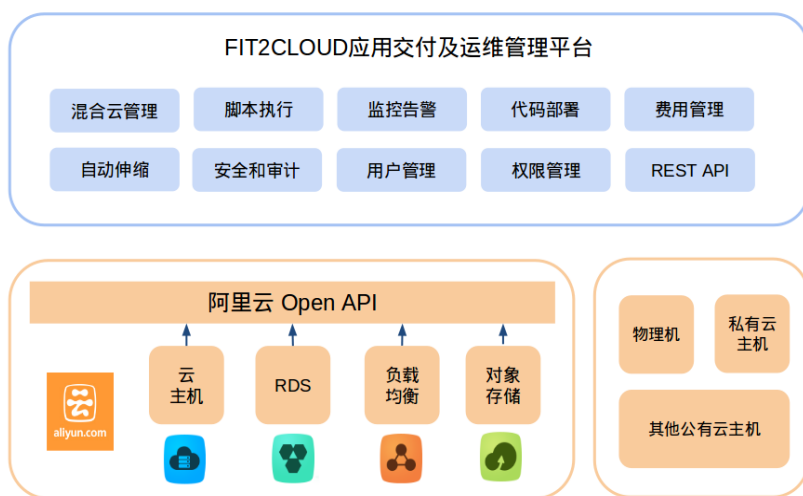 FIT2CLOUD应用交付及运维管理平台
混合云管理
脚本执行
监控告警
代码部署
费用管理
自动伸缩
安全和审计
用户管理
权限管理
REST API
阿里云 Open API
云
主机
RDS
负载
均衡
对象
存储
云
allyun.com
物理机
私有云
主机
其他公有云主机